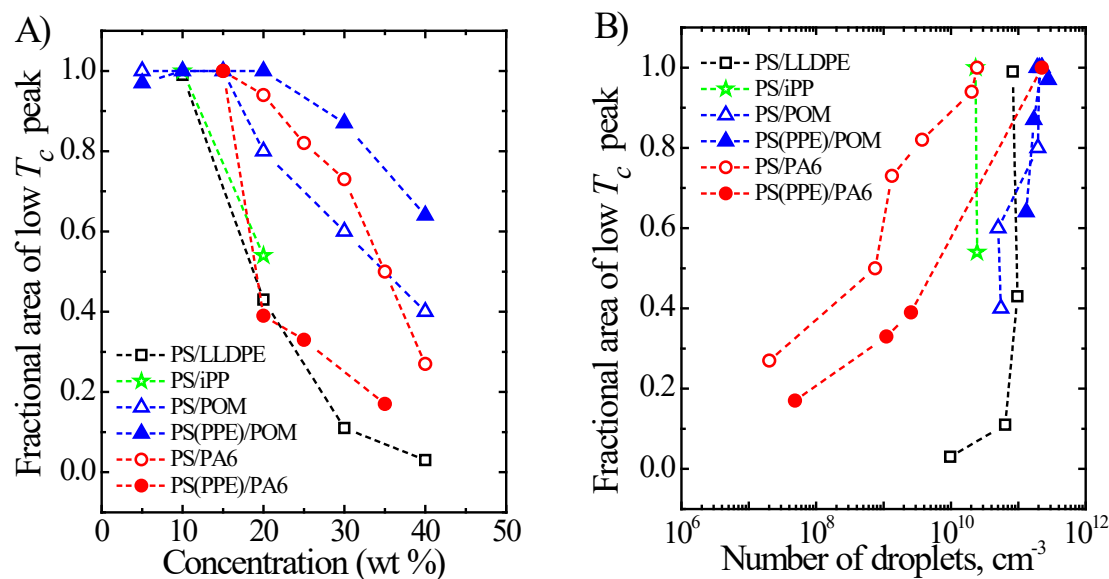 A)
Fractional area of low Tc peak
1.0
0.8
0.6
0.4
0.2
0.0
PS/LLDPE
PS/iPP
PS/POM
PS(PPE)/POM
PS/PA6
PS(PPE)/PA6
0 10 20 30 40 50
Concentration (wt %)
B)
Fractional area of low Tc peak
1.0
0.8
0.6
0.4
0.2
0.0
PS/LLDPE
PS/iPP
PS/POM
PS(PPE)/POM
PS/PA6
PS(PPE)/PA6
10^6 10^8 10^10 10^12
Number of droplets, cm^-3